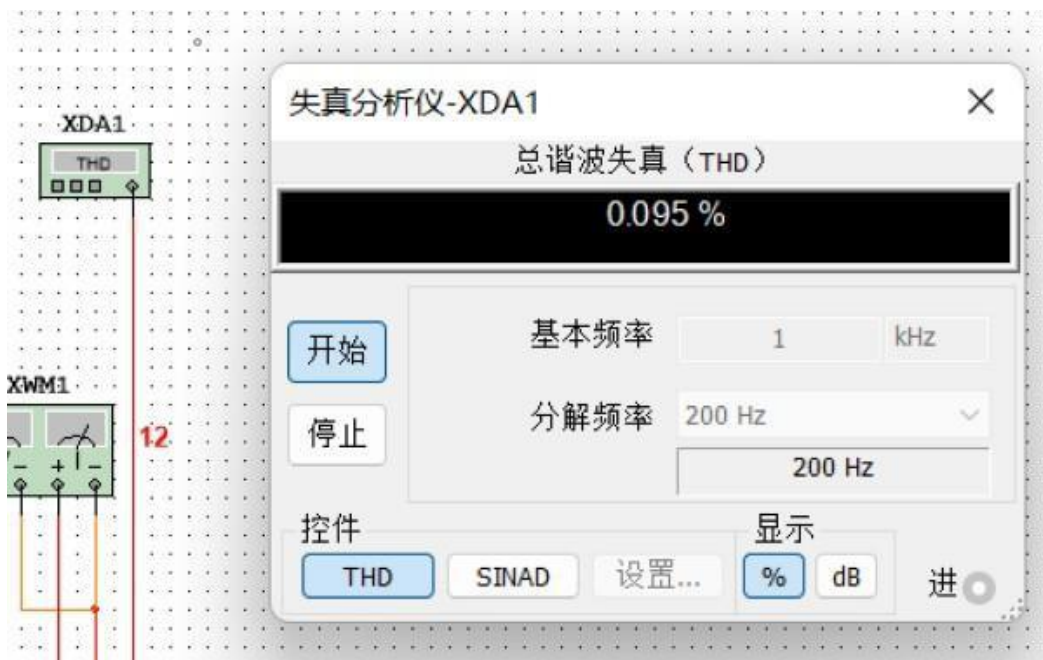 XDA1
THD
XWM1
- + -
12
失真分析仪-XDA1
总谐波失真（THD）
0.095 %
开始
停止
基本频率 1 kHz
分解频率 200 Hz
200 Hz
控件
THD SINAD 设置...
显示
% dB
进